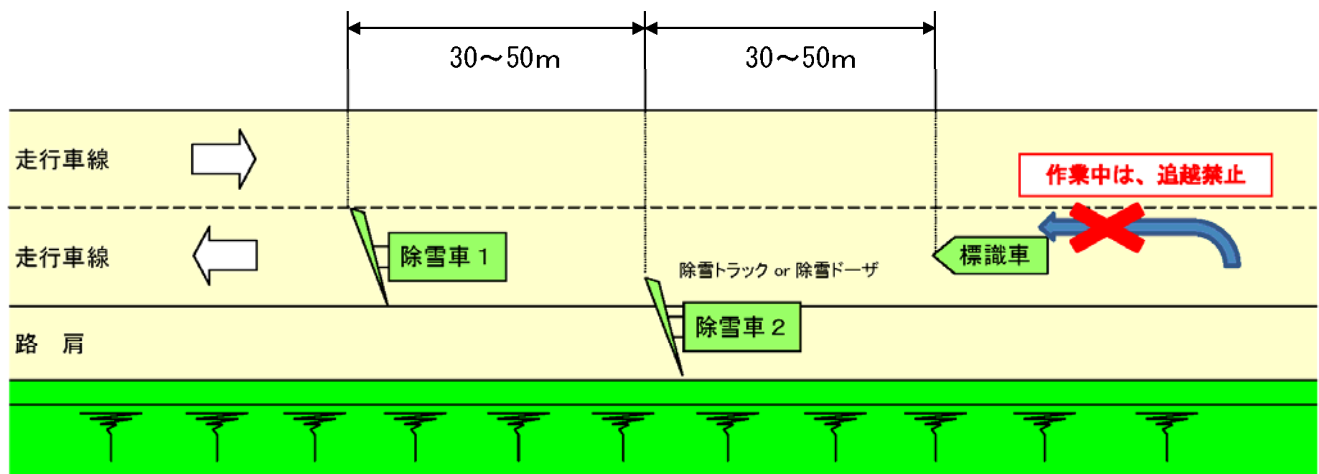 30～50m
30～50m
走行車線
作業中は、追越禁止
走行車線
除雪車１
除雪トラック or 除雪ドーザ
標識車
路　肩
除雪車２